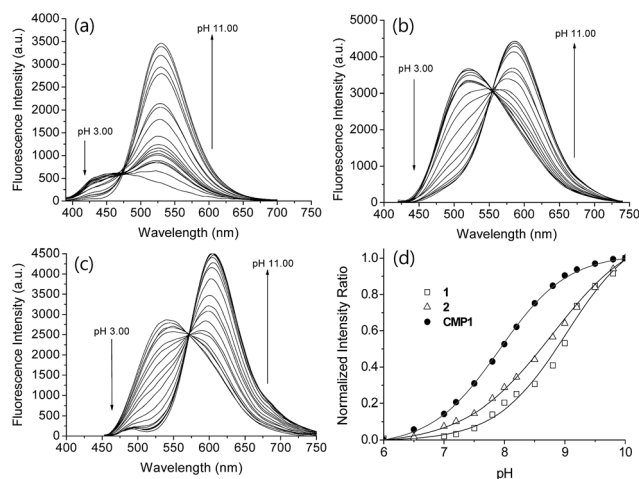 (a)
Fluorescence Intensity (a.u.)
4000
3500
3000
2500
2000
1500
1000
500
0
pH 3.00
pH 11.00
400 450 500 550 600 650 700 750
Wavelength (nm)
(b)
Fluorescence Intensity (a.u.)
5000
4000
3000
2000
1000
0
pH 3.00
pH 11.00
400 450 500 550 600 650 700 750
Wavelength (nm)
(c)
Fluorescence Intensity (a.u.)
4500
4000
3500
3000
2500
2000
1500
1000
500
0
pH 3.00
pH 11.00
400 450 500 550 600 650 700 750
Wavelength (nm)
(d)
Normalized Intensity Ratio
1.0
0.8
0.6
0.4
0.2
0.0
1
2
CMP1
6 7 8 9 10
pH